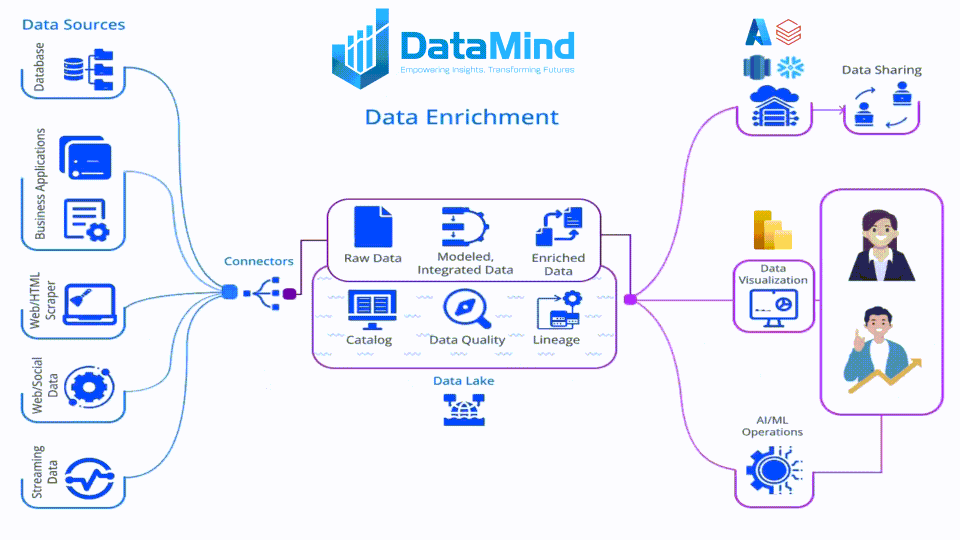 Data Sources
DataMind
Empowering Insights. Transforming Futures
Data Enrichment
Database
Business Applications
Web/HTML
Scraper
Web/Social
Data
Streaming
Data
Connectors
Raw Data
Modeled,
Integrated Data
Enriched
Data
Catalog
Data Quality
Lineage
Data Lake
Data Sharing
Data
Visualization
AI/ML
Operations